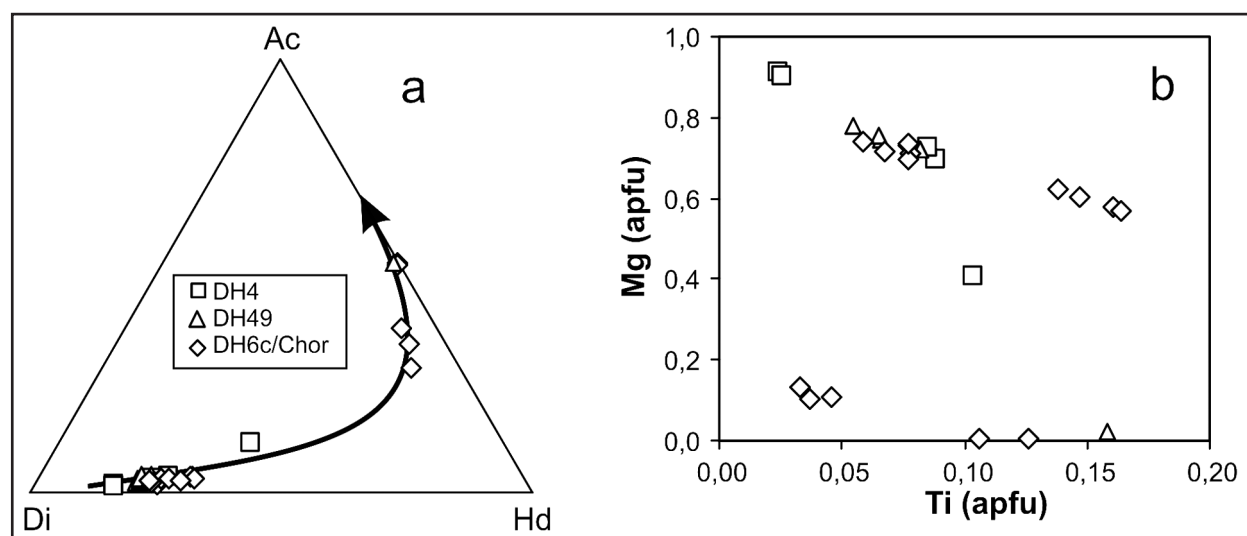 Ac
a
DH4
DH49
DH6c/Chor
Di
Hd
b
Mg (apfu)
1,0
0,8
0,6
0,4
0,2
0,0
0,00
0,05
0,10
0,15
0,20
Ti (apfu)